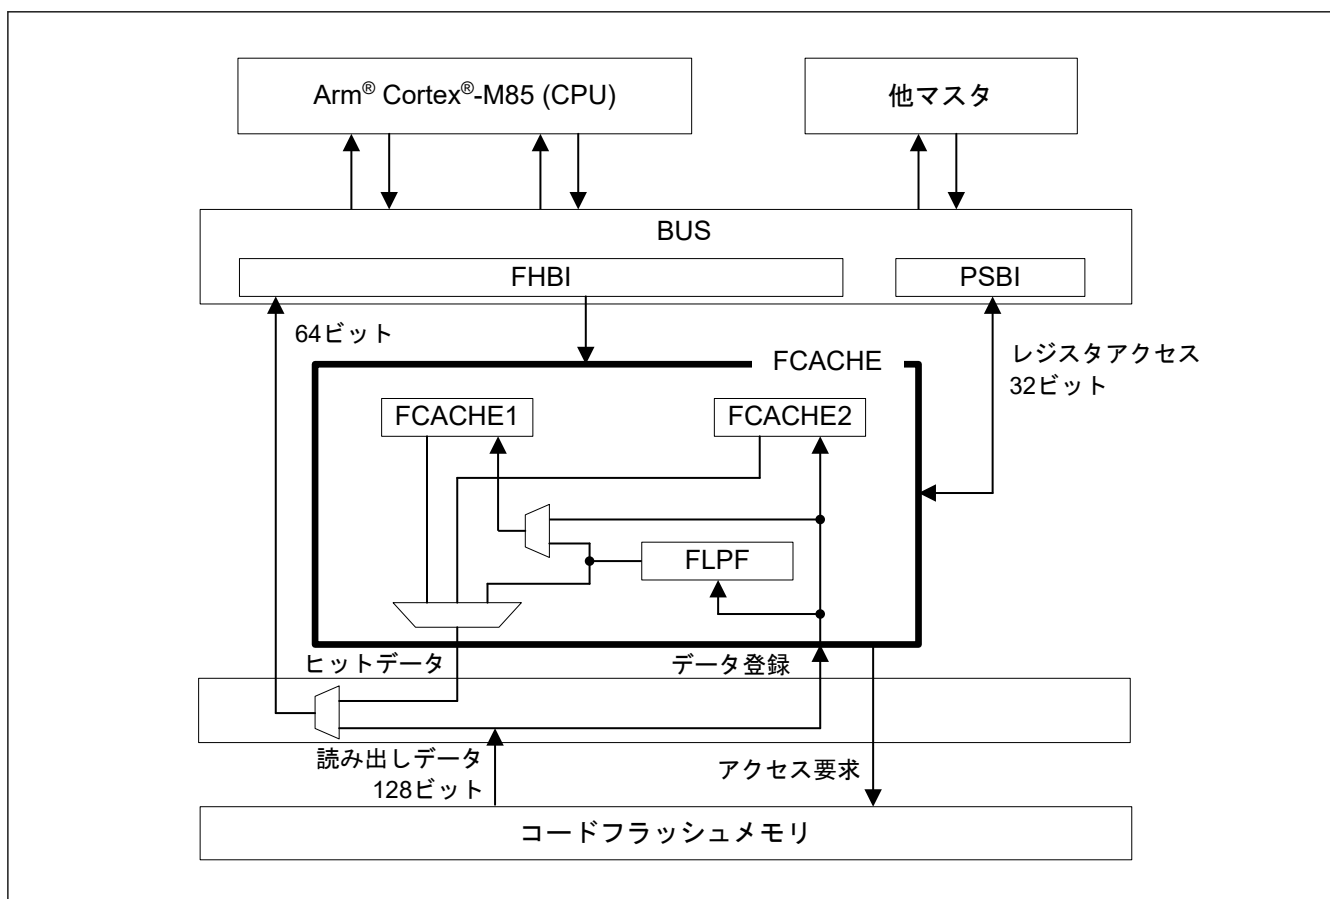 Arm® Cortex®-M85 (CPU)
他マスタ
BUS
FHBI
PSBI
64ビット
レジスタアクセス
32ビット
FCACHE
FCACHE1
FCACHE2
FLPF
ヒットデータ
データ登録
読み出しデータ
128ビット
アクセス要求
コードフラッシュメモリ